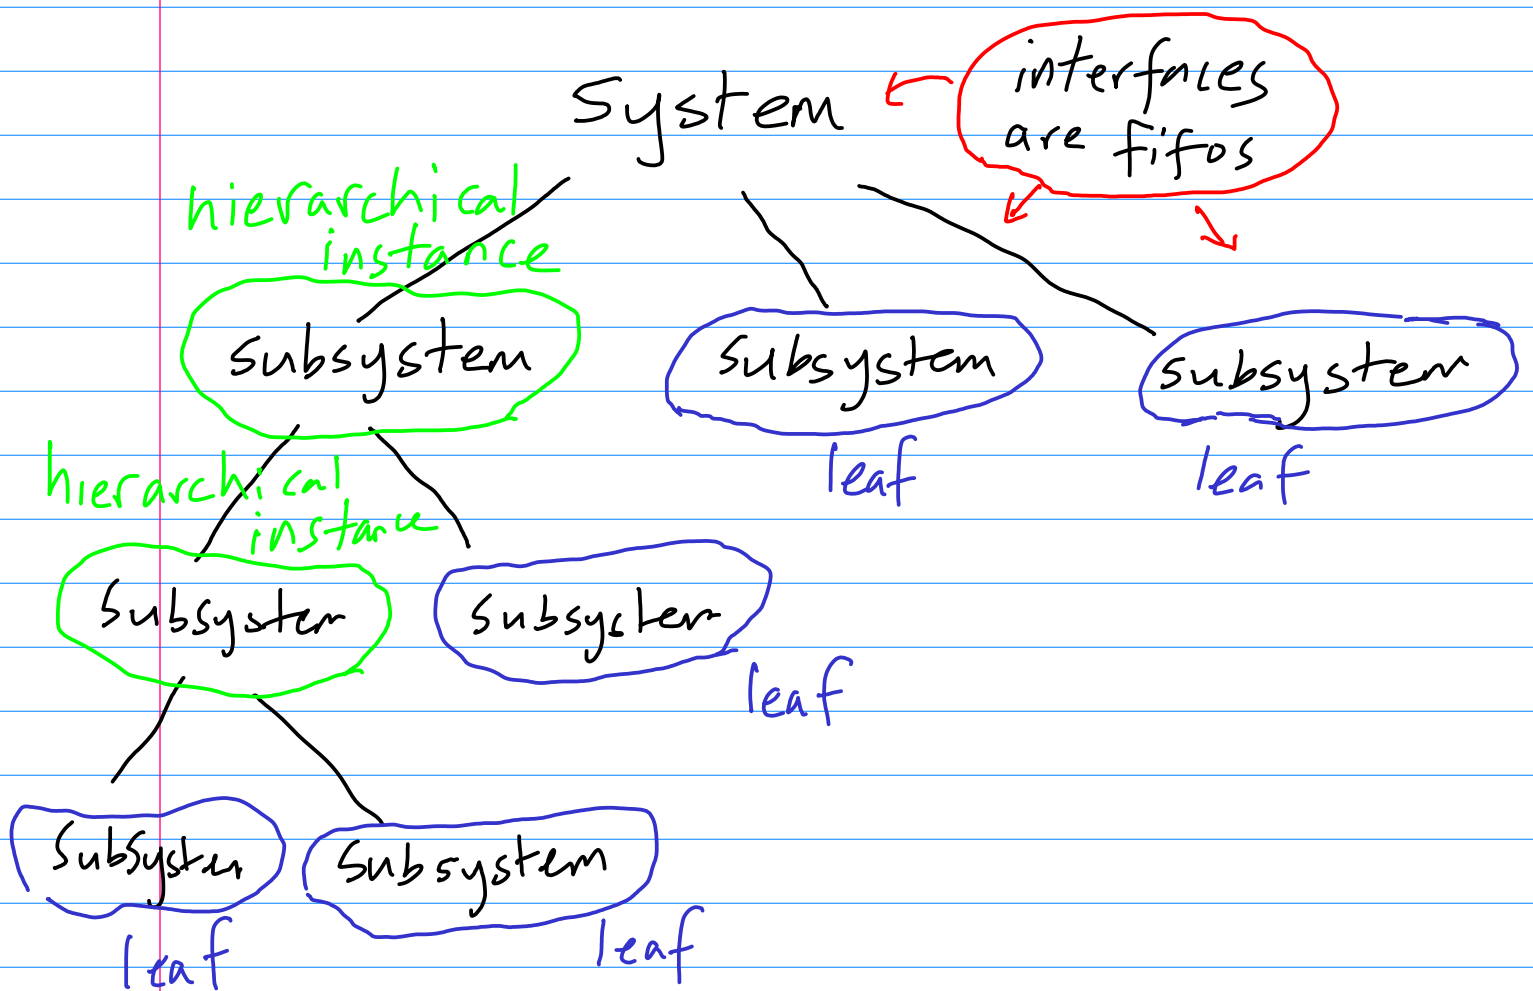 interfaces
are fifos
System
hierarchical
instance
subsystem
subsystem
subsystem
leaf
leaf
hierarchical
instance
Subsystem
subsystem
leaf
SubSystem
Subsystem
leaf
leaf